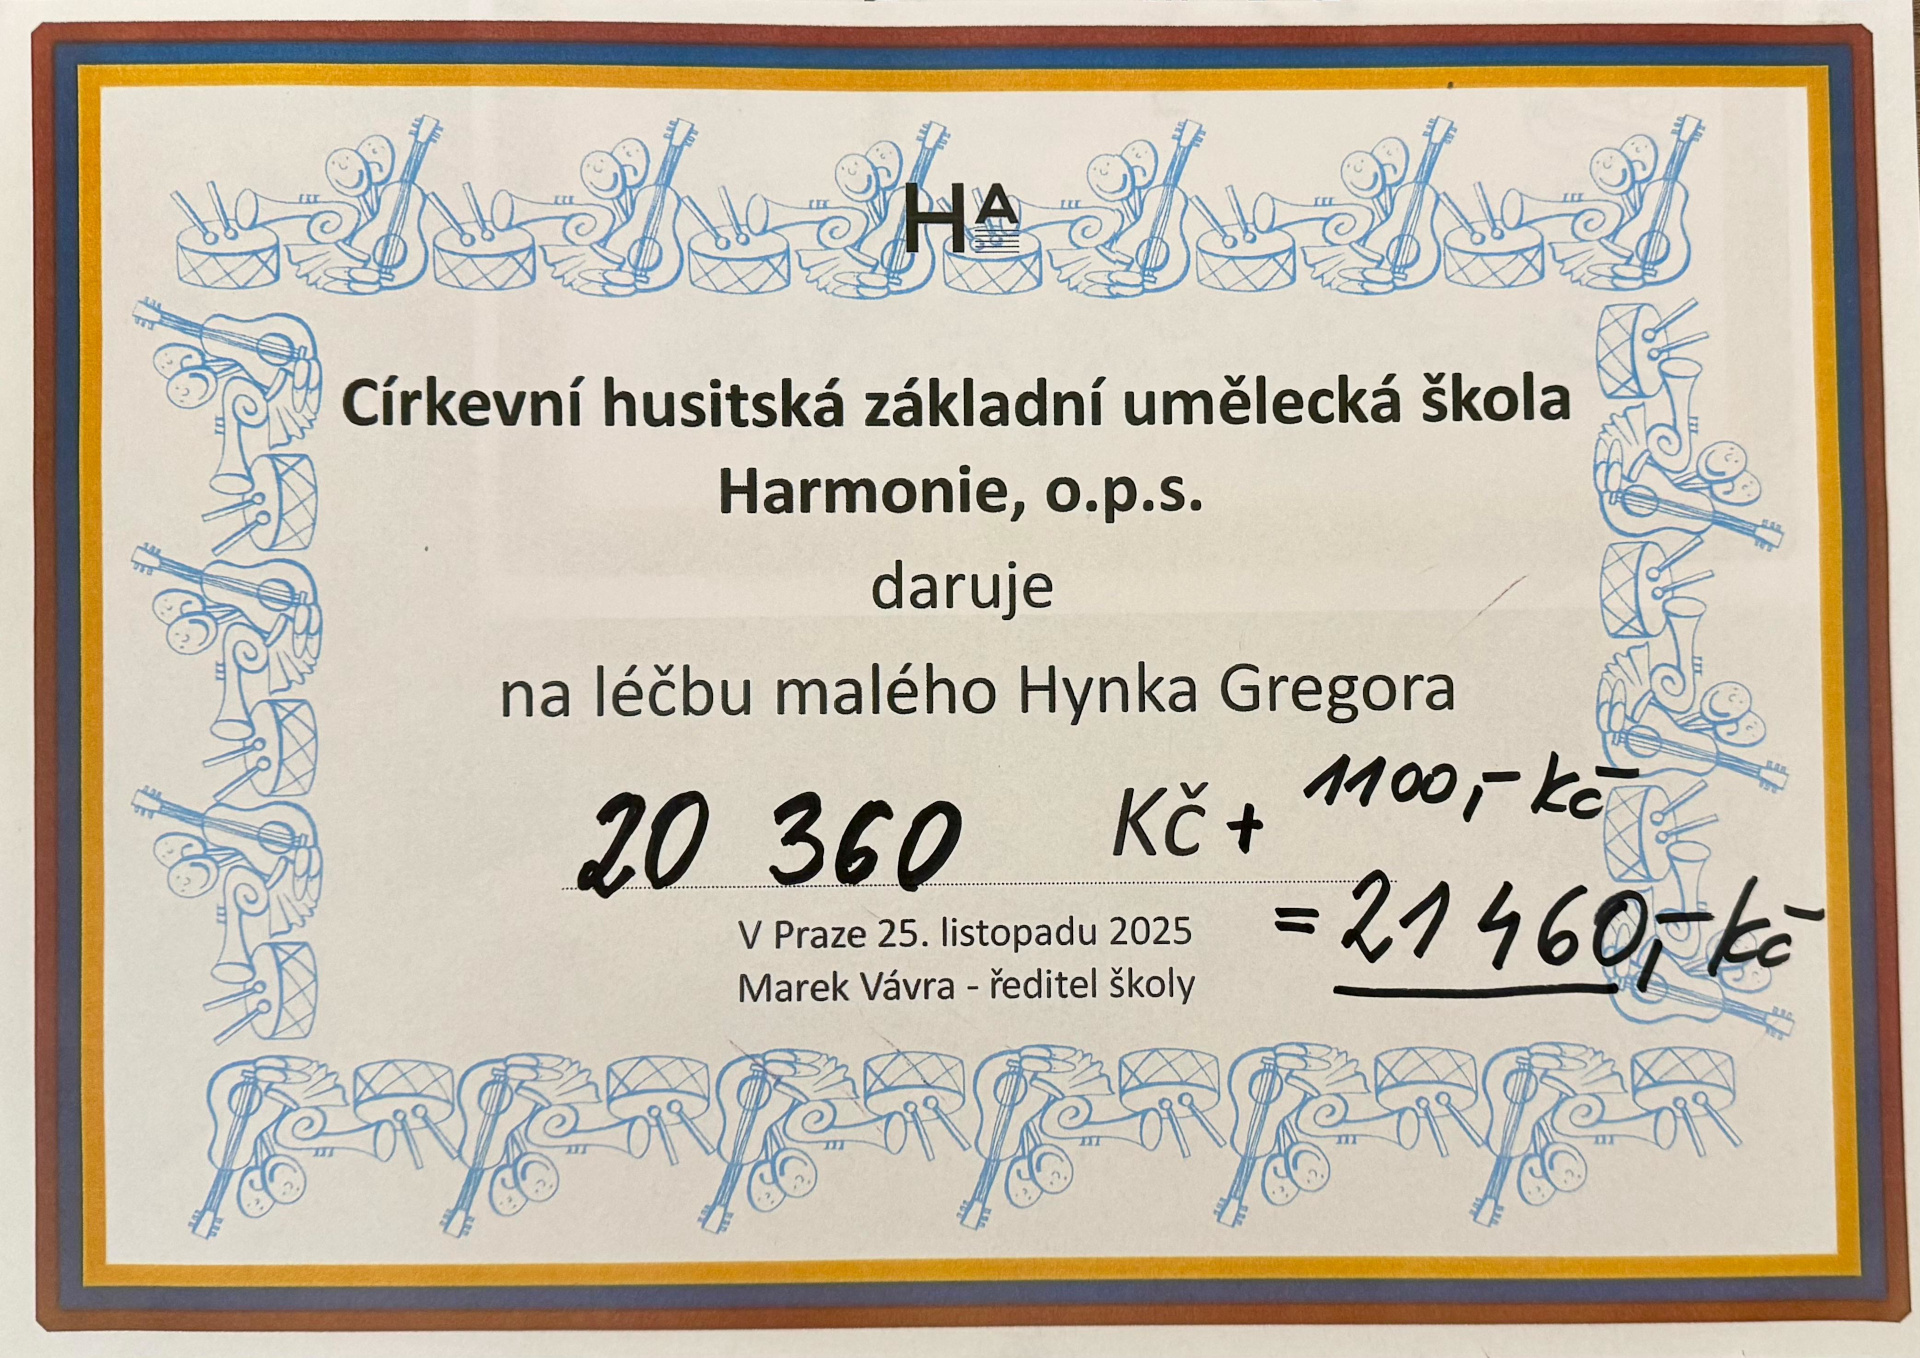 HA
Církevní husitská základní umělecká škola
Harmonie, o.p.s.
daruje
na léčbu malého Hynka Gregora
20 360 Kč + 1100,- kč
= 21 460,- kč
V Praze 25. listopadu 2025
Marek Vávra - ředitel školy